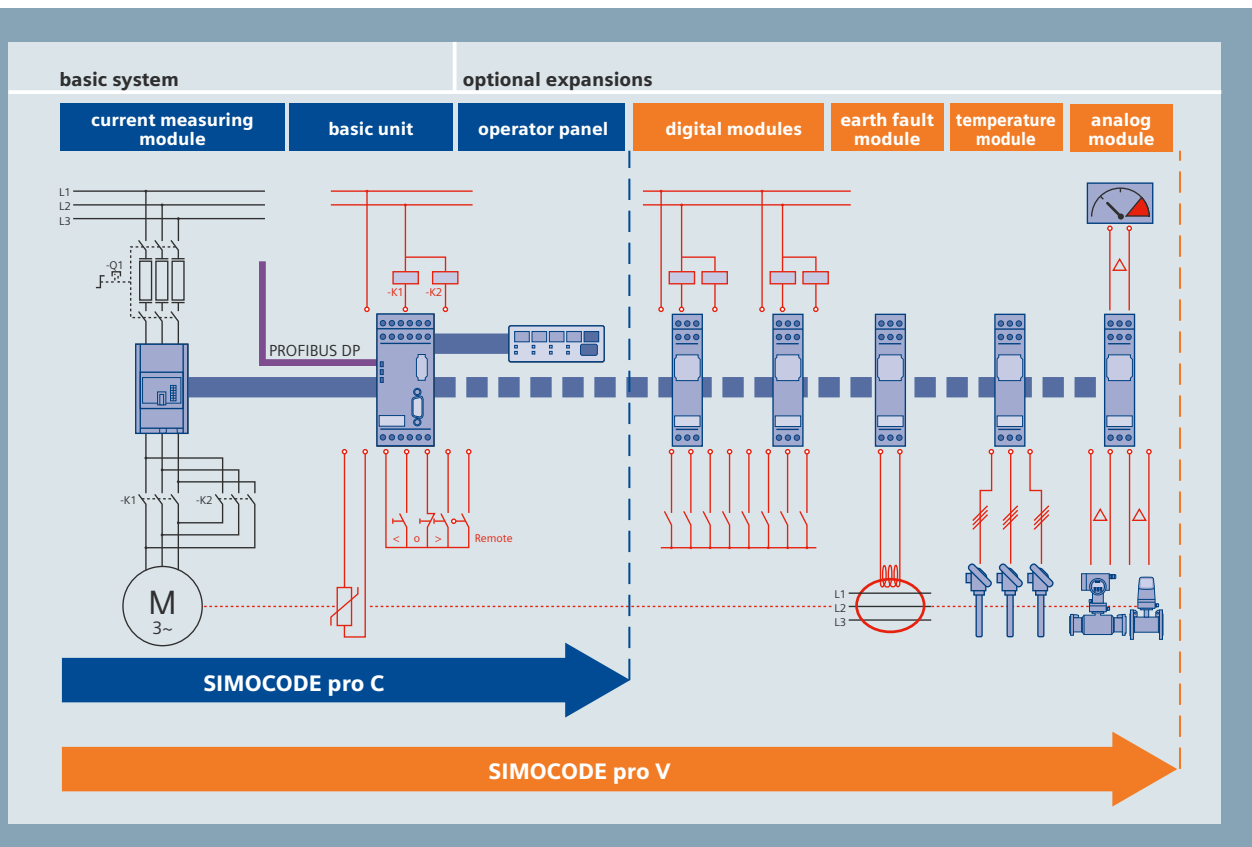 basic system
optional expansions
current measuring
module
basic unit
operator panel
digital modules
earth fault
module
temperature
module
analog
module
L1
L2
L3
-Q1
-K1
-K2
PROFIBUS DP
-K1
-K2
< o >
Remote
M
3~
L1
L2
L3
SIMOCODE pro C
SIMOCODE pro V